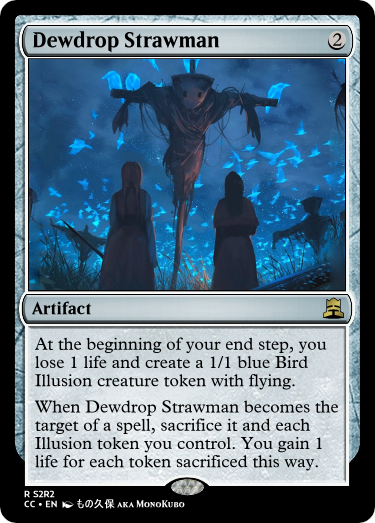 Dewdrop Strawman 2
Artifact
At the beginning of your end step, you
lose 1 life and create a 1/1 blue Bird
Illusion creature token with flying.
When Dewdrop Strawman becomes the
target of a spell, sacrifice it and each
Illusion token you control. You gain 1
life for each token sacrificed this way.
R S2R2
CC • EN もの久保 AKA MONOKUBO